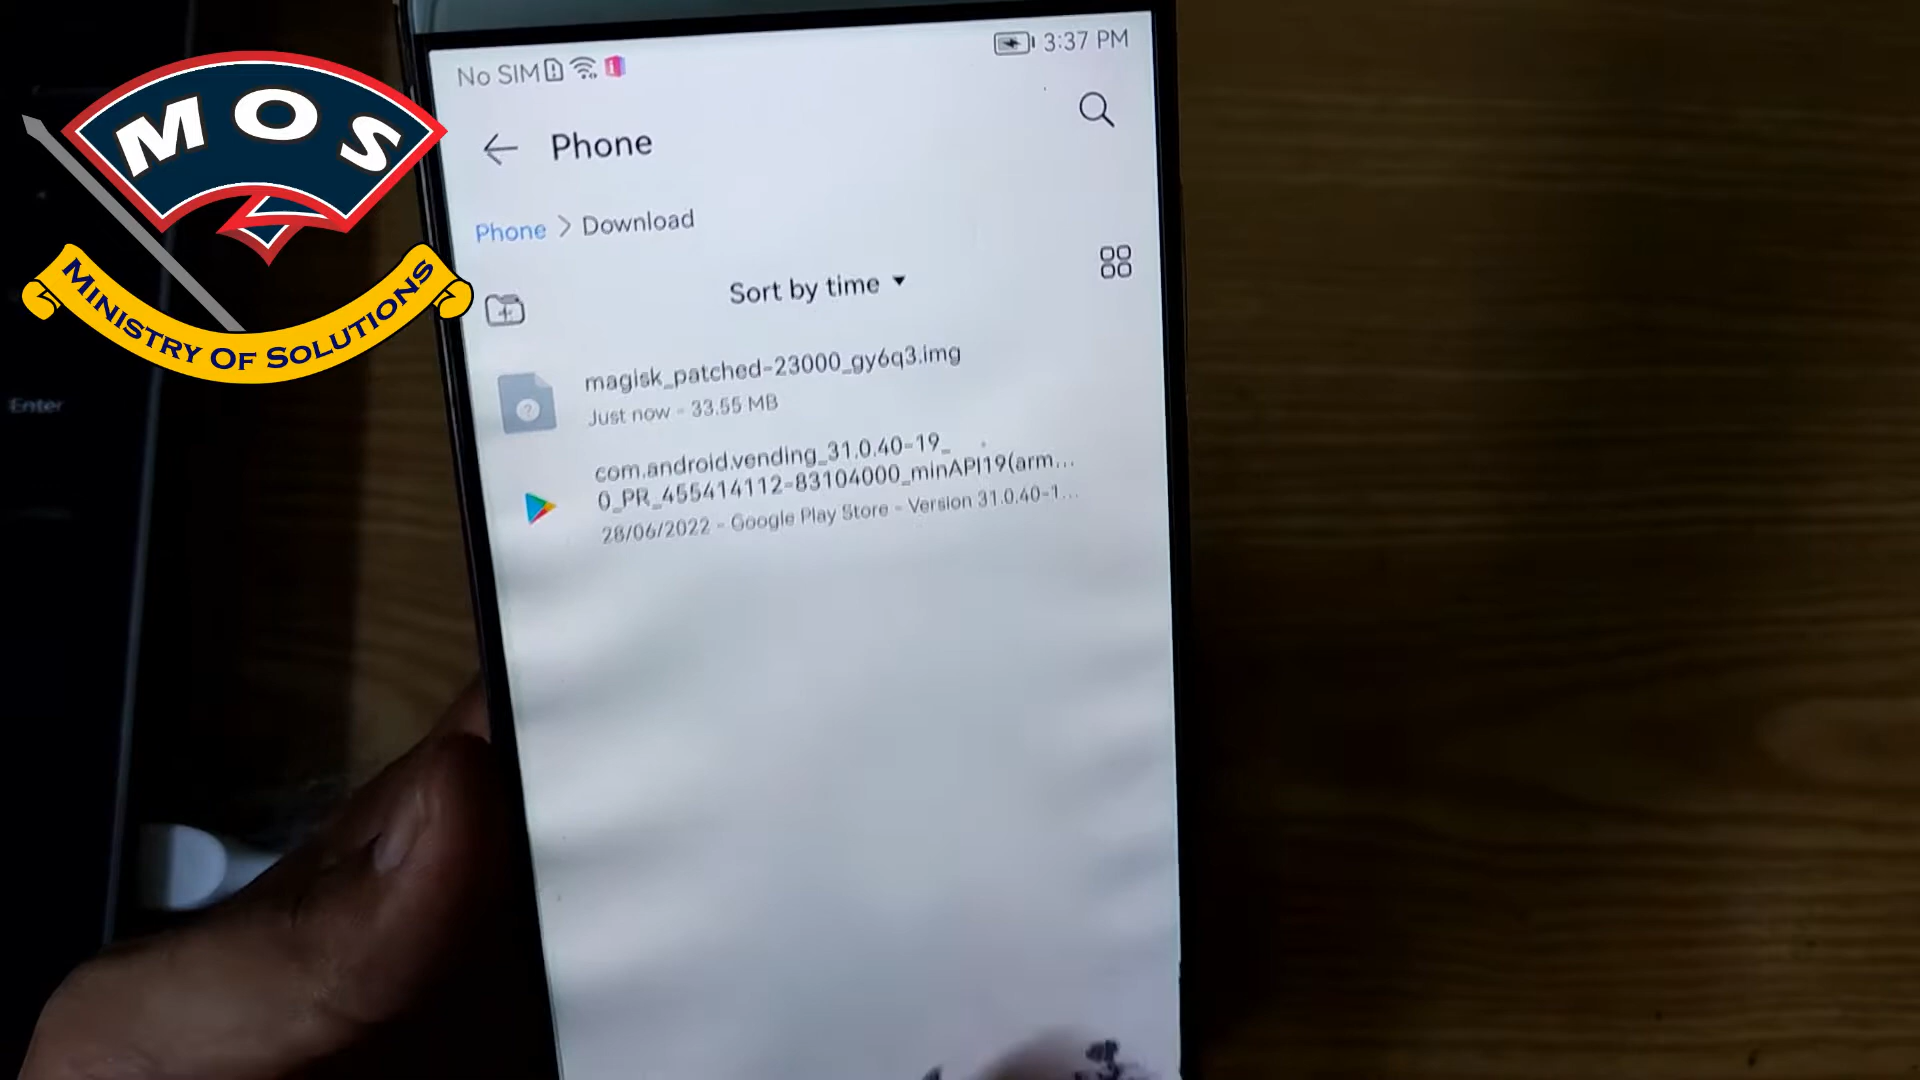 MOS
MINISTRY OF SOLUTIONS
Enter
No SIM
3:37 PM
Phone
Phone > Download
Sort by time
magisk_patched-23000_gy6q3.img
Just now - 33.55 MB
com.android.vending_31.0.40-19_
0_PR_455414112-83104000_minAPI19(arm...
28/06/2022 - Google Play Store - Version 31.0.40-1...